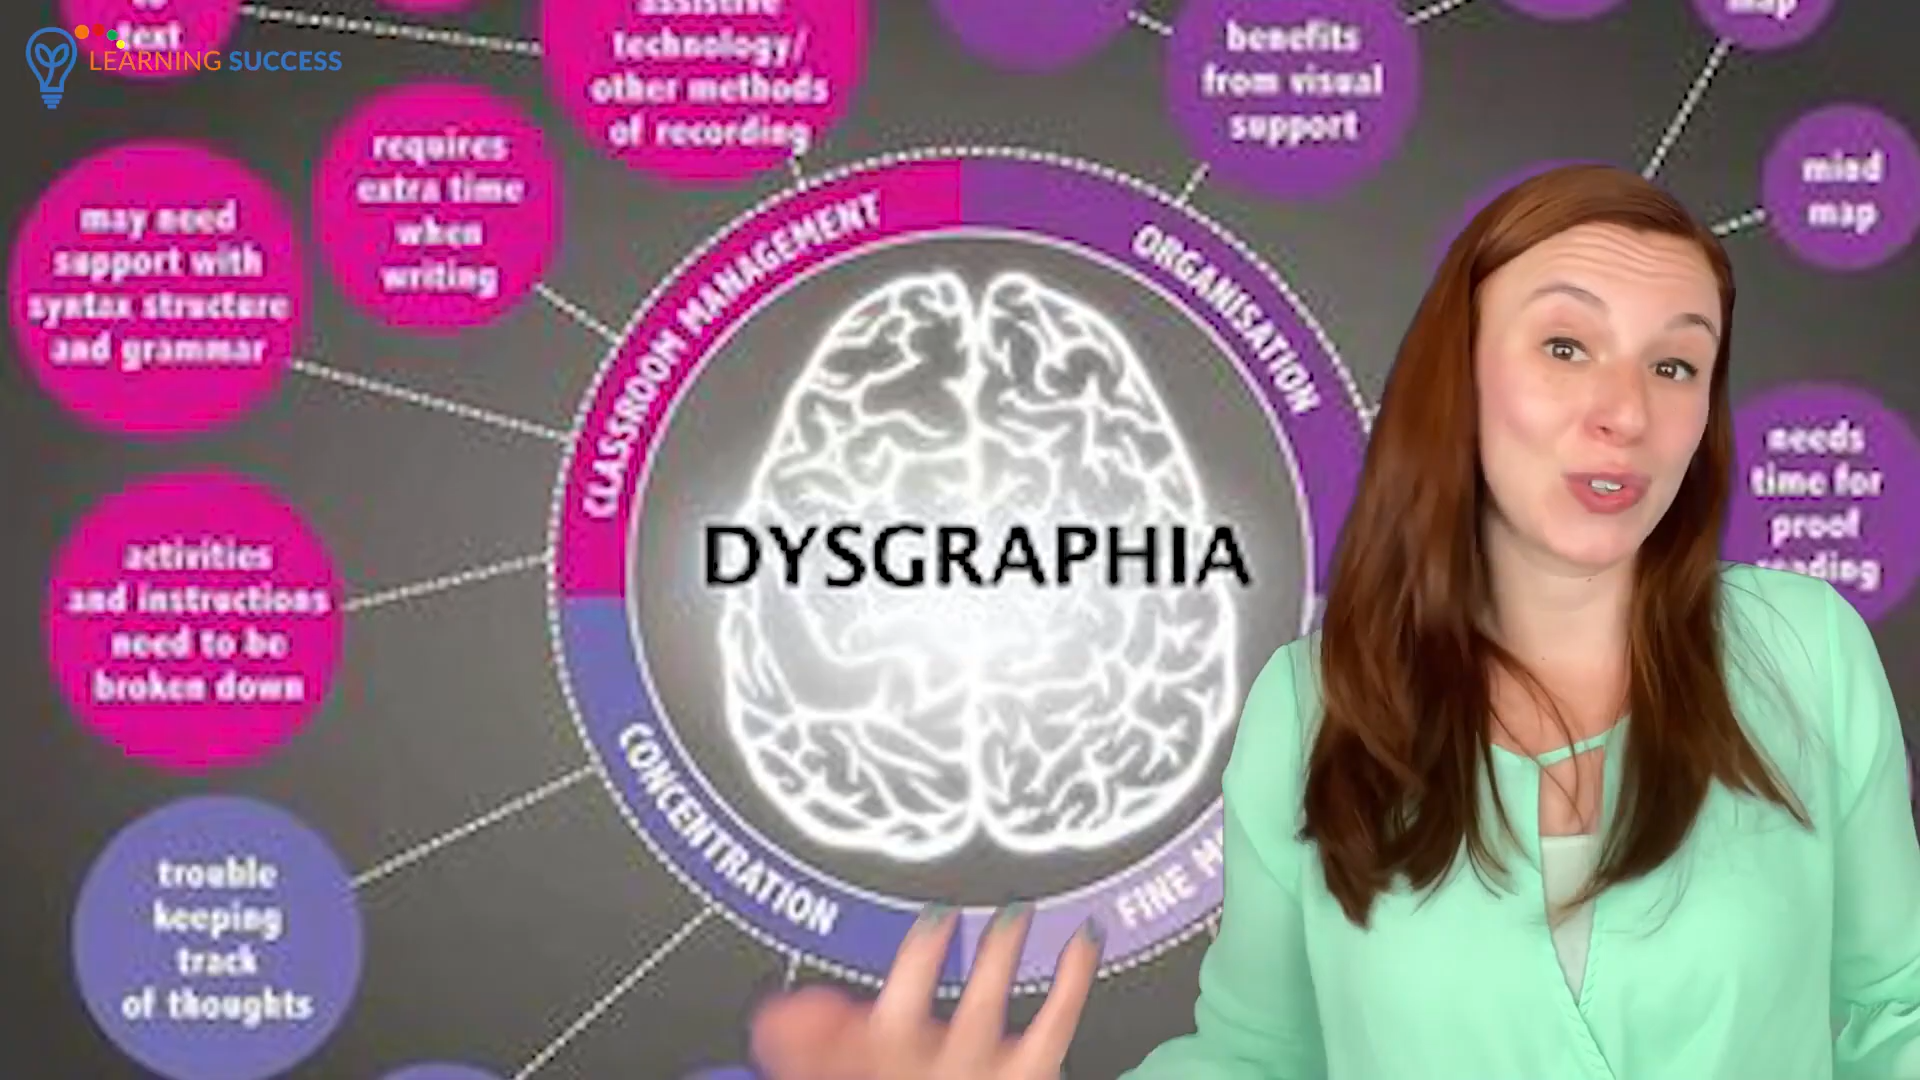 LEARNING SUCCESS
text
assistive
technology/
other methods
of recording
benefits
from visual
support
map
requires
extra time
when
writing
mind
map
may need
support with
syntax structure
and grammar
CLASSROOM MANAGEMENT
ORGANISATION
needs
time for
proof
reading
activities
and instructions
need to be
broken down
DYSGRAPHIA
CONCENTRATION
FINE
trouble
keeping
track
of thoughts